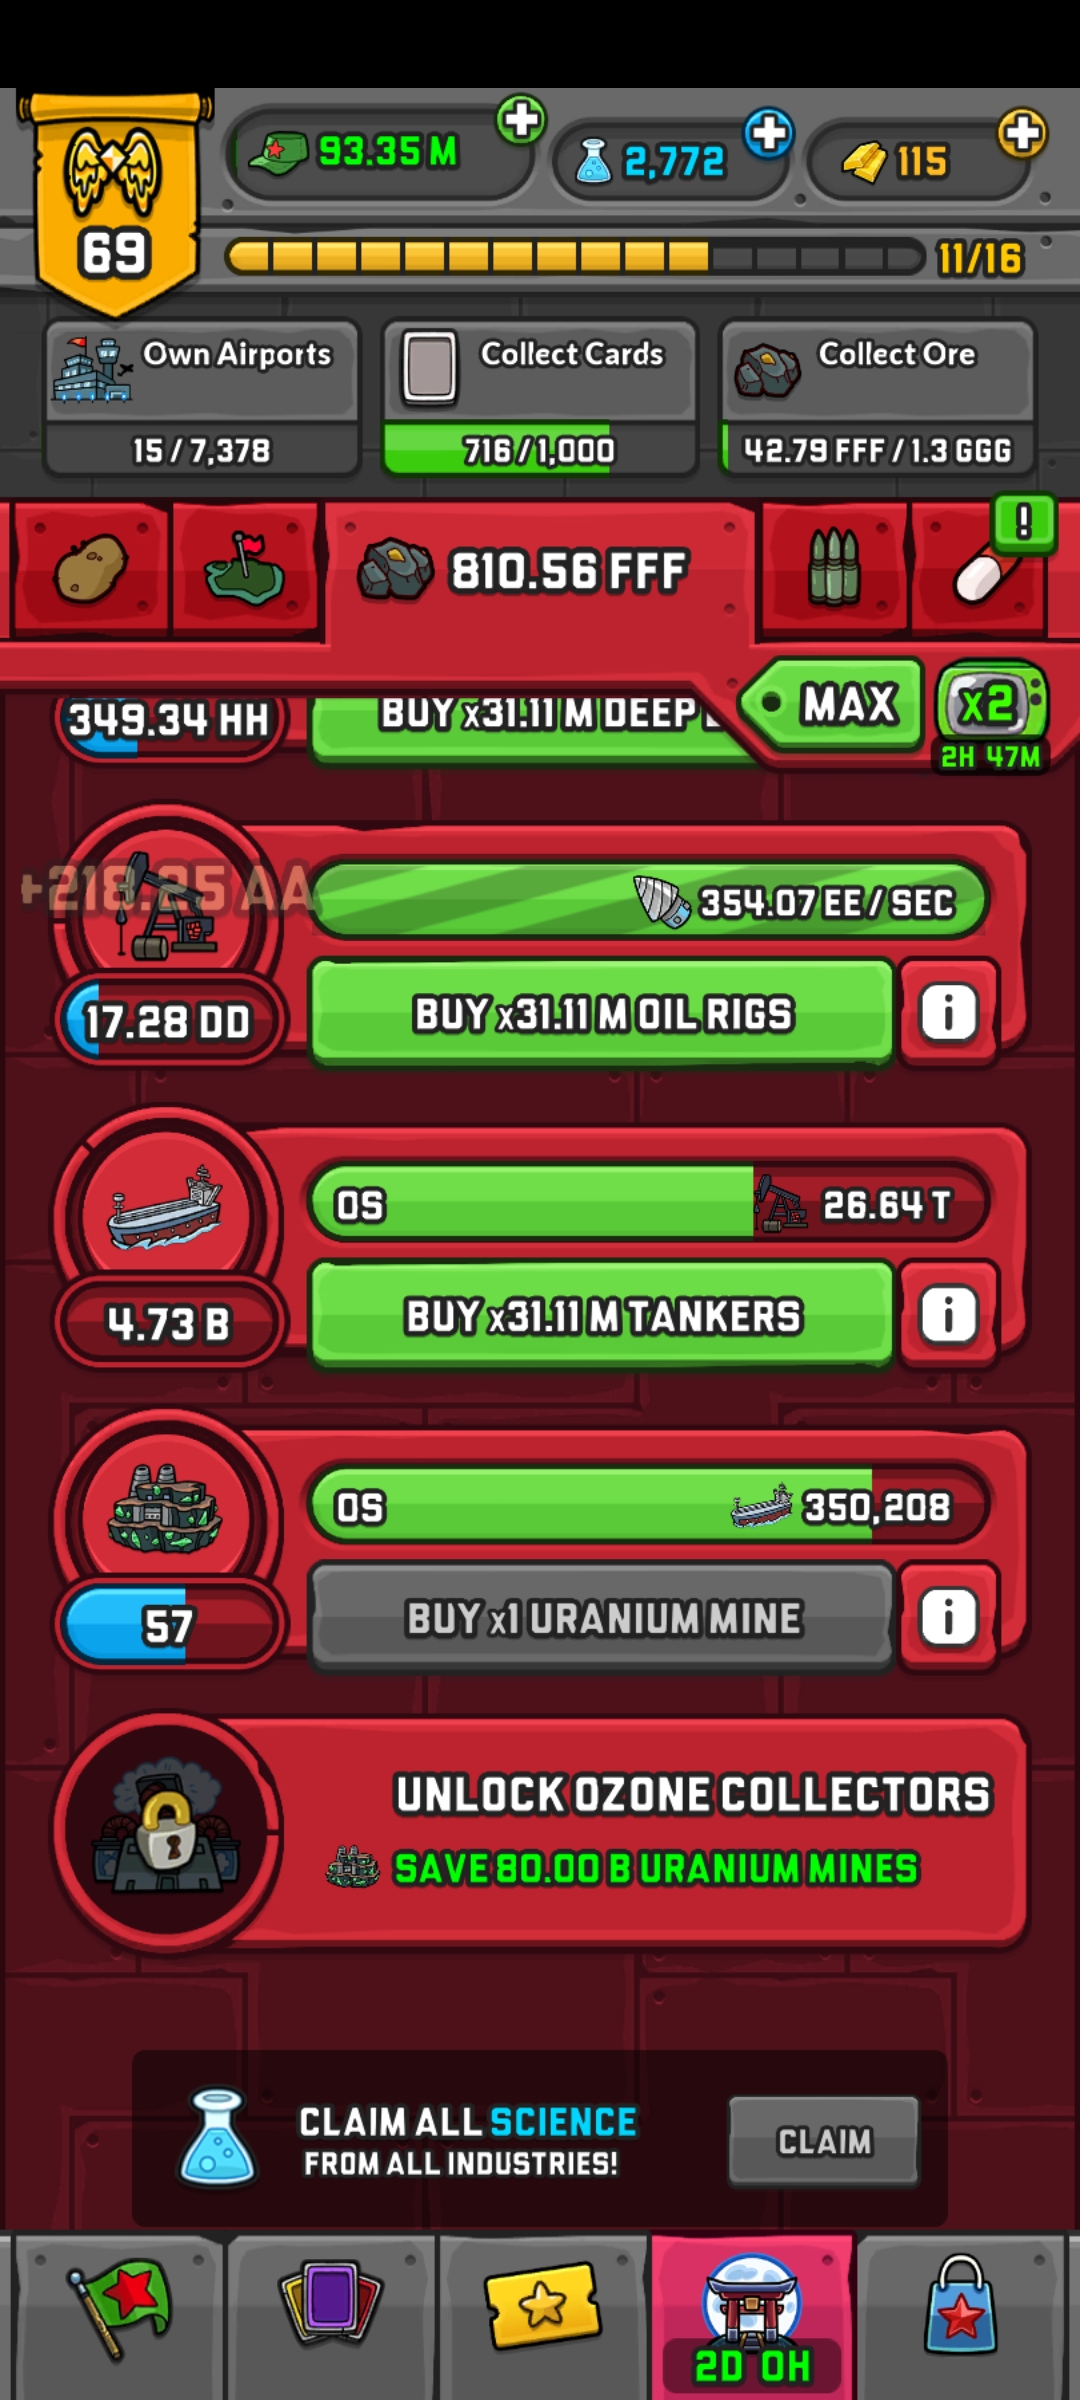 93.35 M
2,772
115
69
11/16
Own Airports
15 / 7,378
Collect Cards
716 / 1,000
Collect Ore
42.79 FFF / 1.3 GGG
810.56 FFF
!
MAX
x2
2H 47M
349.34 HH
BUY x31.11 M DEEP
+218.25 AA
354.07 EE / SEC
17.28 DD
BUY x31.11 M OIL RIGS
i
0S
26.64 T
4.73 B
BUY x31.11 M TANKERS
i
0S
350,208
57
BUY x1 URANIUM MINE
i
UNLOCK OZONE COLLECTORS
SAVE 80.00 B URANIUM MINES
CLAIM ALL SCIENCE
FROM ALL INDUSTRIES!
CLAIM
2D 0H